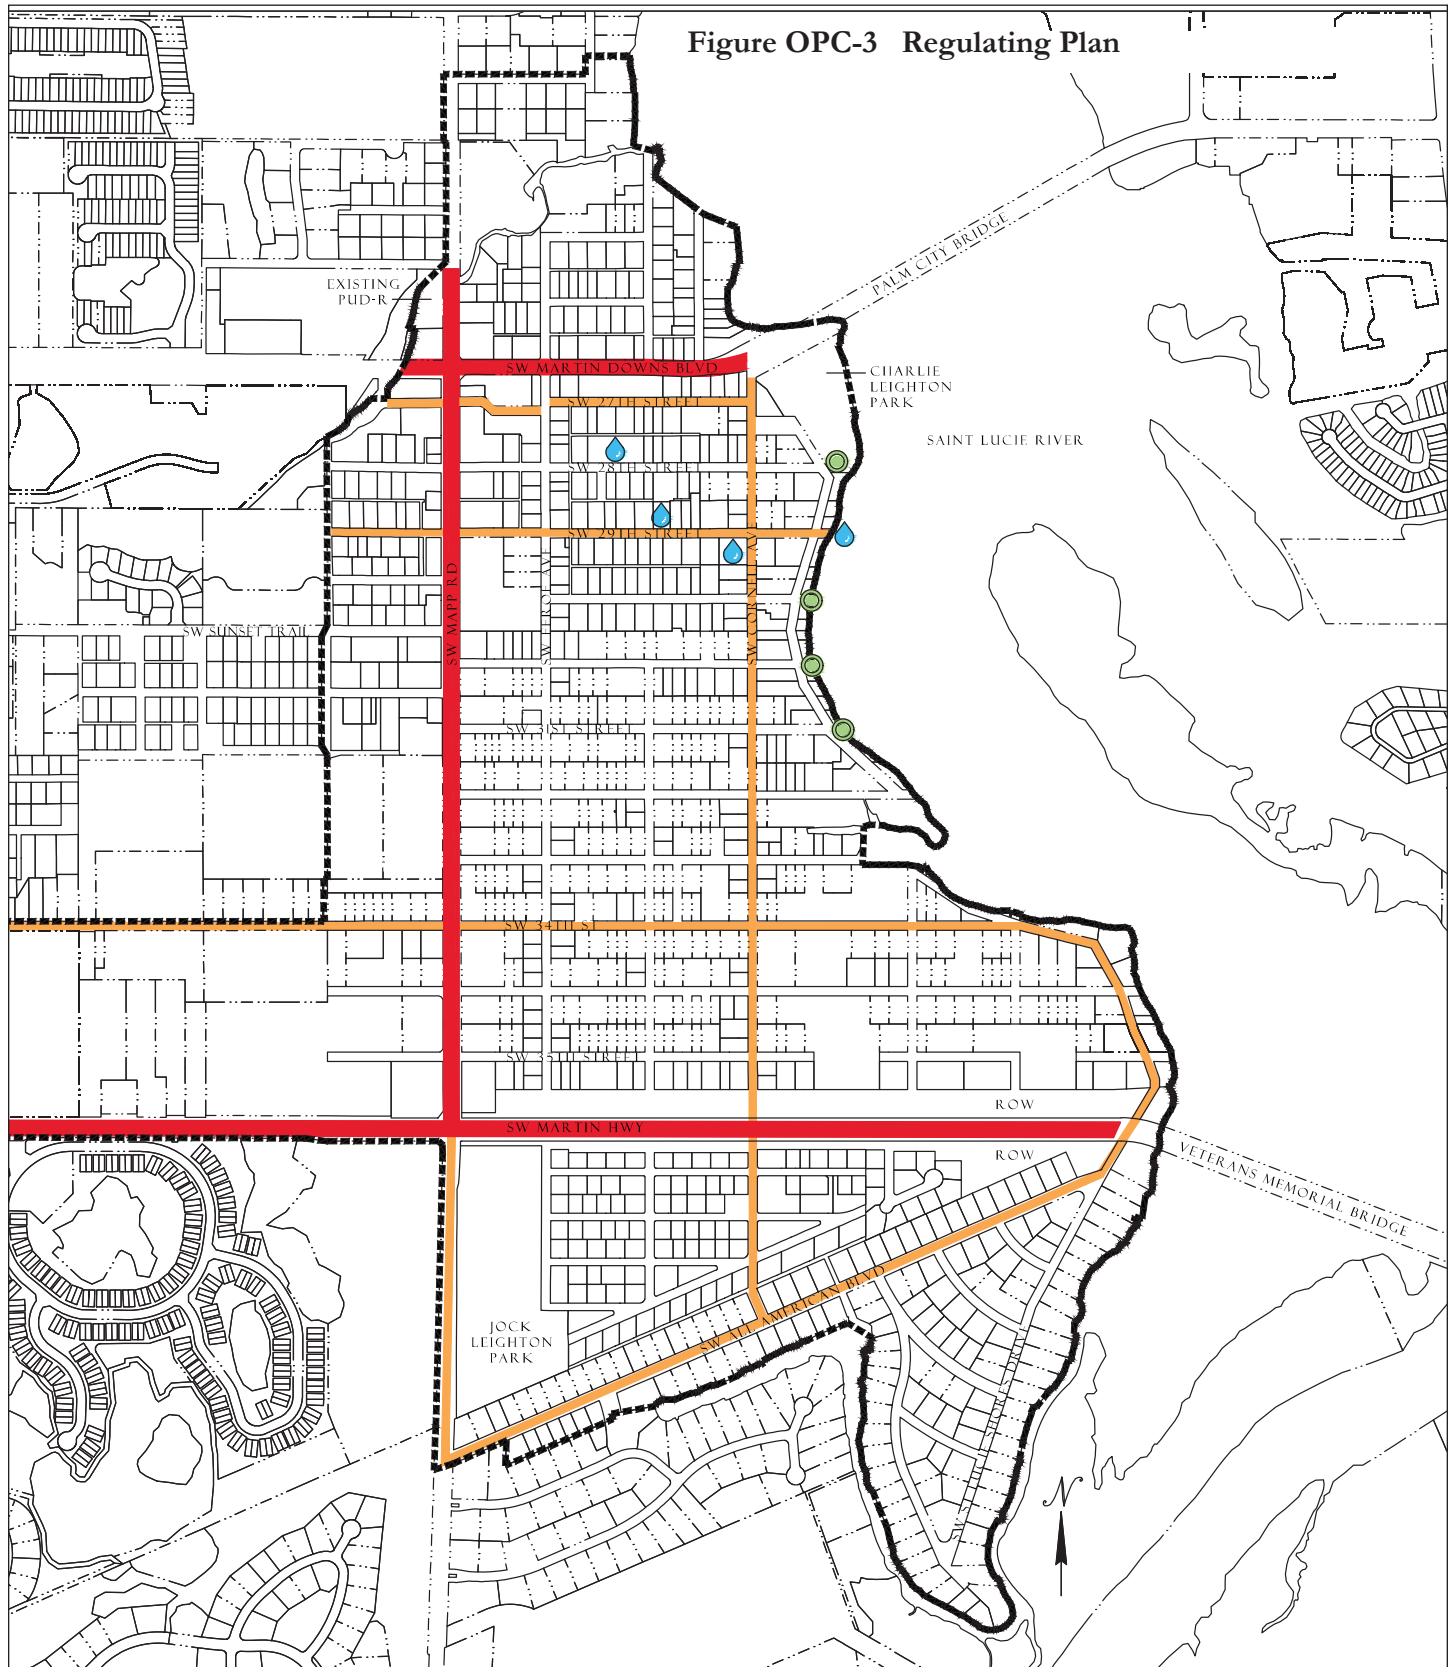 Figure OPC-3 Regulating Plan
PALM CITY BRIDGE
EXISTING
PUD-R
SW MARTIN DOWNS BLVD
CHARLIE
LEIGHTON
PARK
SW 27TH STREET
SAINT LUCIE RIVER
SW 28TH STREET
SW 29TH STREET
SW MAPP RD
SW CORNELL AVE
SW SUNSET TRAIL
SW 31ST STREET
SW 34TH ST
SW 35TH STREET
ROW
SW MARTIN HWY
ROW
VETERANS MEMORIAL BRIDGE
SW ALL AMERICAN BLVD
JOCK
LEIGHTON
PARK
N